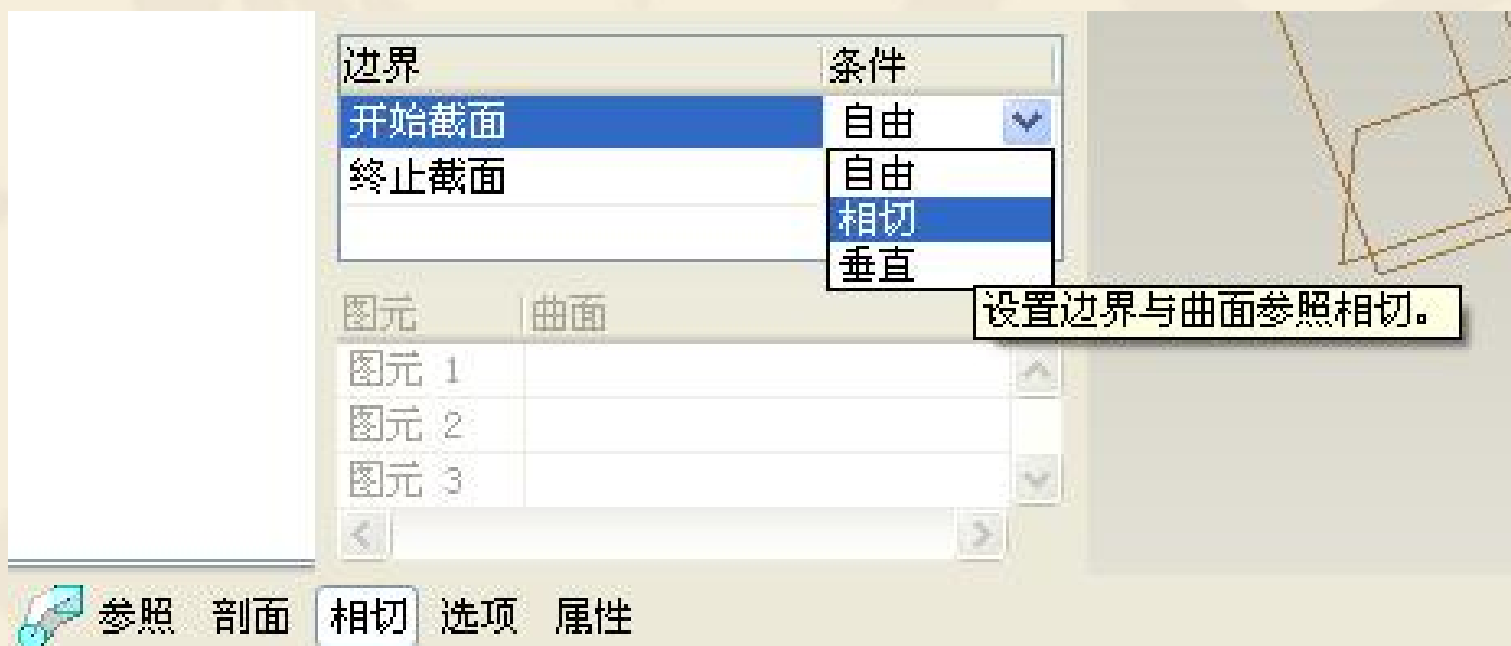 边界 条件
开始截面 自由
终止截面 自由
相切
垂直
设置边界与曲面参照相切。
图元 曲面
图元 1
图元 2
图元 3
参照 剖面 相切 选项 属性